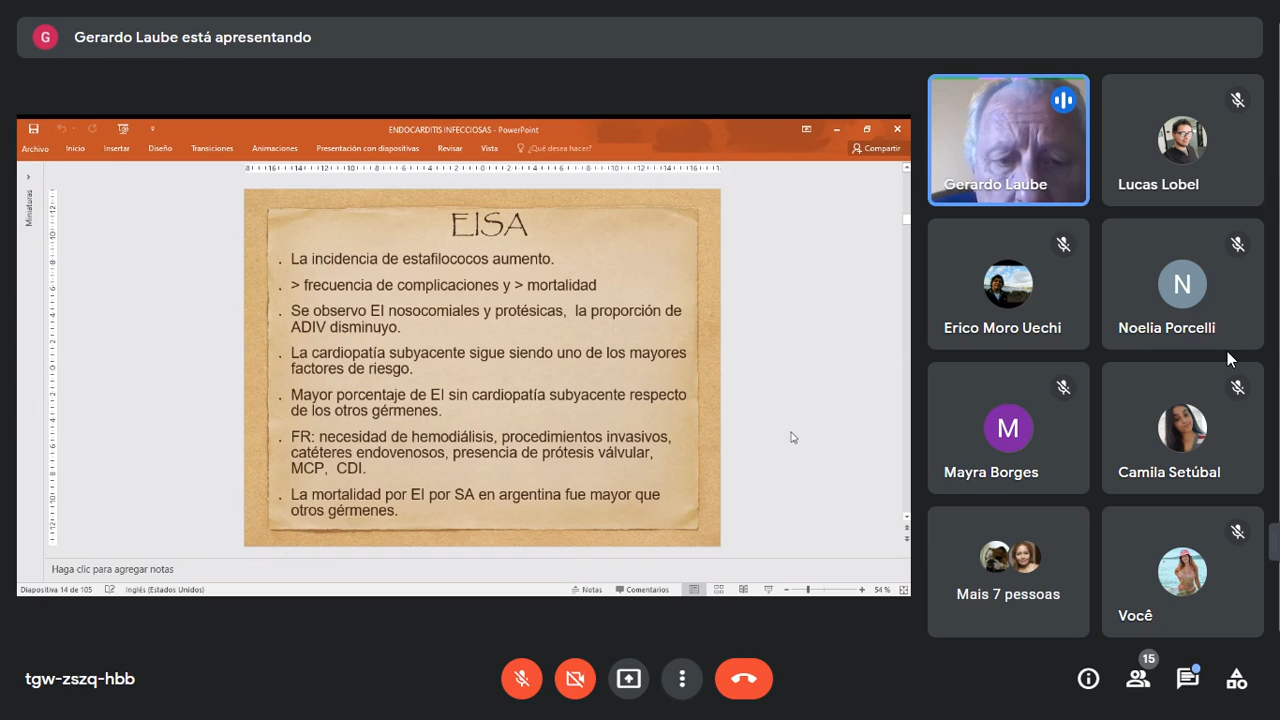 G
Gerardo Laube está apresentando
ENDOCARDITIS INFECCIOSAS - PowerPoint
Archivo Inicio Insertar Diseño Transiciones Animaciones Presentación con diapositivas Revisar Vista ¿Qué desea hacer? Compartir
Miniaturas
EISA
. La incidencia de estafilococos aumento.
. > frecuencia de complicaciones y > mortalidad
. Se observo EI nosocomiales y protésicas, la proporción de
ADIV disminuyo.
. La cardiopatía subyacente sigue siendo uno de los mayores
factores de riesgo.
. Mayor porcentaje de EI sin cardiopatía subyacente respecto
de los otros gérmenes.
. FR: necesidad de hemodiálisis, procedimientos invasivos,
catéteres endovenosos, presencia de prótesis válvular,
MCP, CDI.
. La mortalidad por EI por SA en argentina fue mayor que
otros gérmenes.
Haga clic para agregar notas
Diapositiva 14 de 105 Inglés (Estados Unidos) Notas Comentarios 54 %
Gerardo Laube
Lucas Lobel
Erico Moro Uechi
N
Noelia Porcelli
M
Mayra Borges
Camila Setúbal
Mais 7 pessoas
Você
tgw-zszq-hbb
15